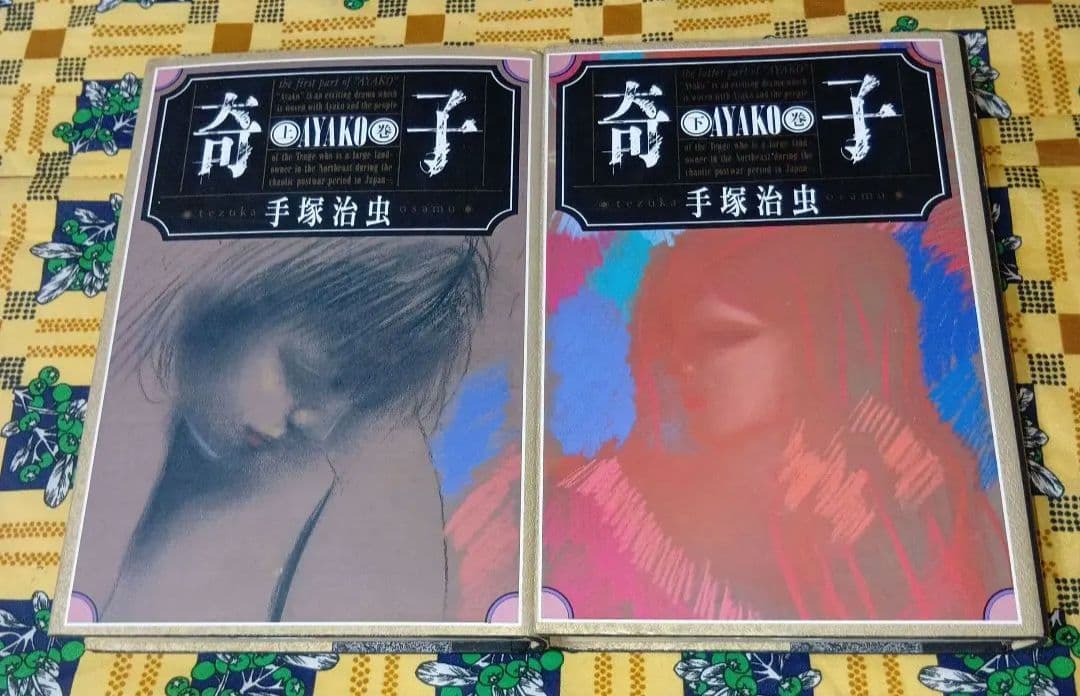 the first part of "AYAKO"
"Ayako" is an exciting drama which
is woven with Ayako and the people
奇子
上 AYAKO 巻
of the Tenge who is a large land-
owner in the Northeast during the
chaotic postwar period in Japan
tezuka 手塚治虫 osamo
the latter part of "AYAKO"
"Ayako" is an exciting drama which
is woven with Ayako and the people
奇子
下 AYAKO 巻
of the Tenge who is a large land-
owner in the Northeast during the
chaotic postwar period in Japan
tezuka 手塚治虫 osamo